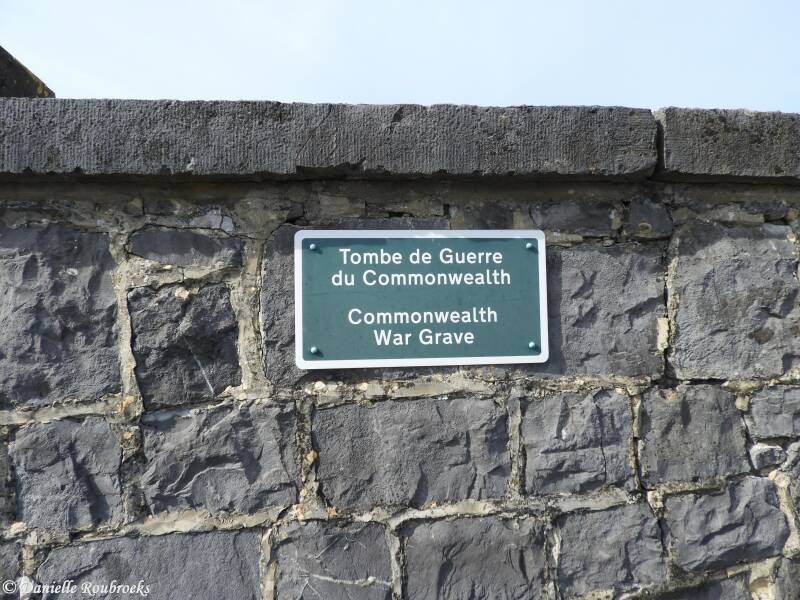 Tombe de Guerre
du Commonwealth
Commonwealth
War Grave
© Danielle Roubroeks